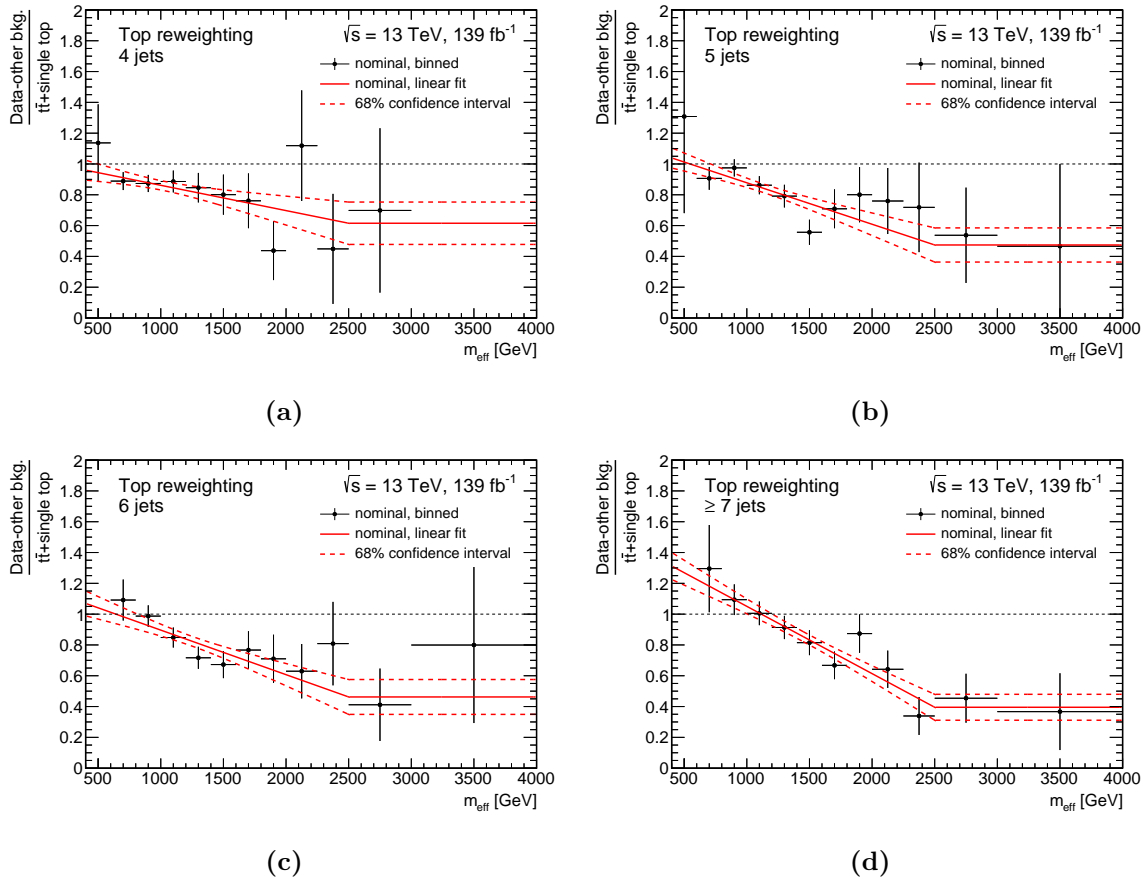 Data-other bkg.
tt̄+single top
2
1.8
1.6
1.4
1.2
1
0.8
0.6
0.4
0.2
0
Top reweighting
4 jets
√s = 13 TeV, 139 fb⁻¹
nominal, binned
nominal, linear fit
68% confidence interval
500 1000 1500 2000 2500 3000 3500 4000
m_eff [GeV]
(a)
Data-other bkg.
tt̄+single top
2
1.8
1.6
1.4
1.2
1
0.8
0.6
0.4
0.2
0
Top reweighting
5 jets
√s = 13 TeV, 139 fb⁻¹
nominal, binned
nominal, linear fit
68% confidence interval
500 1000 1500 2000 2500 3000 3500 4000
m_eff [GeV]
(b)
Data-other bkg.
tt̄+single top
2
1.8
1.6
1.4
1.2
1
0.8
0.6
0.4
0.2
0
Top reweighting
6 jets
√s = 13 TeV, 139 fb⁻¹
nominal, binned
nominal, linear fit
68% confidence interval
500 1000 1500 2000 2500 3000 3500 4000
m_eff [GeV]
(c)
Data-other bkg.
tt̄+single top
2
1.8
1.6
1.4
1.2
1
0.8
0.6
0.4
0.2
0
Top reweighting
≥ 7 jets
√s = 13 TeV, 139 fb⁻¹
nominal, binned
nominal, linear fit
68% confidence interval
500 1000 1500 2000 2500 3000 3500 4000
m_eff [GeV]
(d)